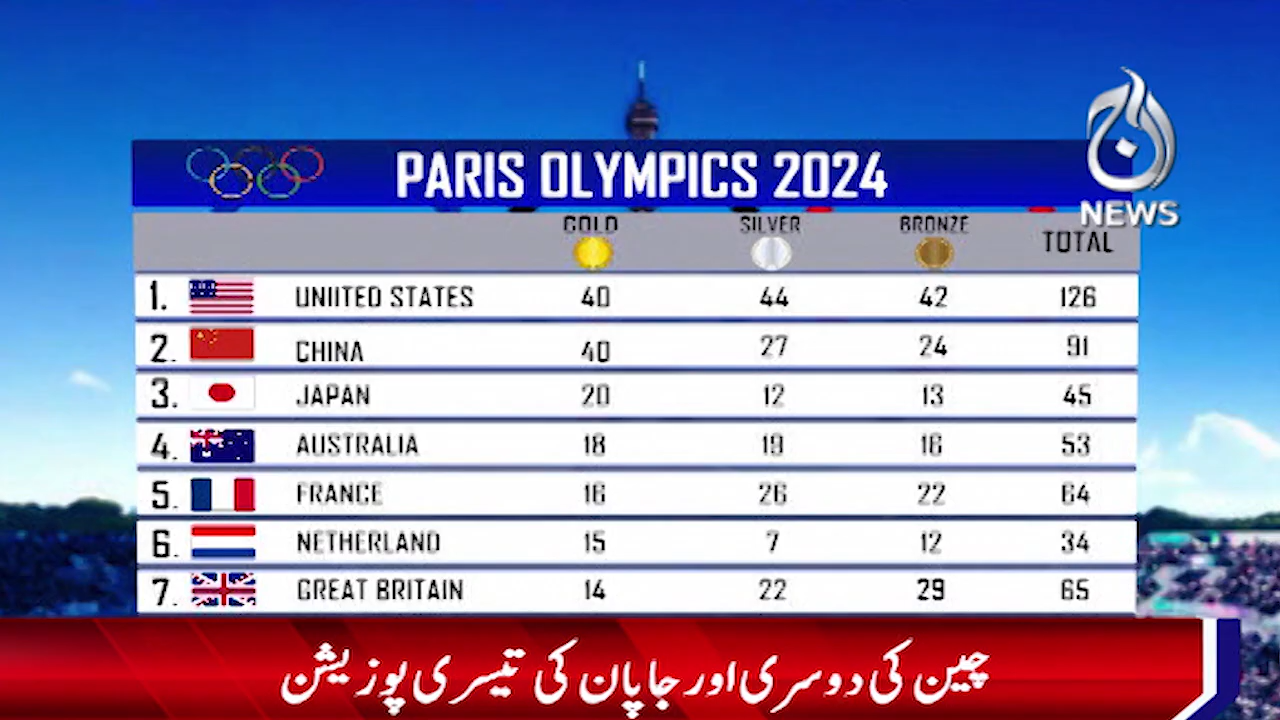 PARIS OLYMPICS 2024
NEWS
GOLD SILVER BRONZE TOTAL
1. UNIITED STATES 40 44 42 126
2. CHINA 40 27 24 91
3. JAPAN 20 12 13 45
4. AUSTRALIA 18 19 16 53
5. FRANCE 16 26 22 64
6. NETHERLAND 15 7 12 34
7. GREAT BRITAIN 14 22 29 65
چین کی دوسری اور جاپان کی تیسری پوزیشن